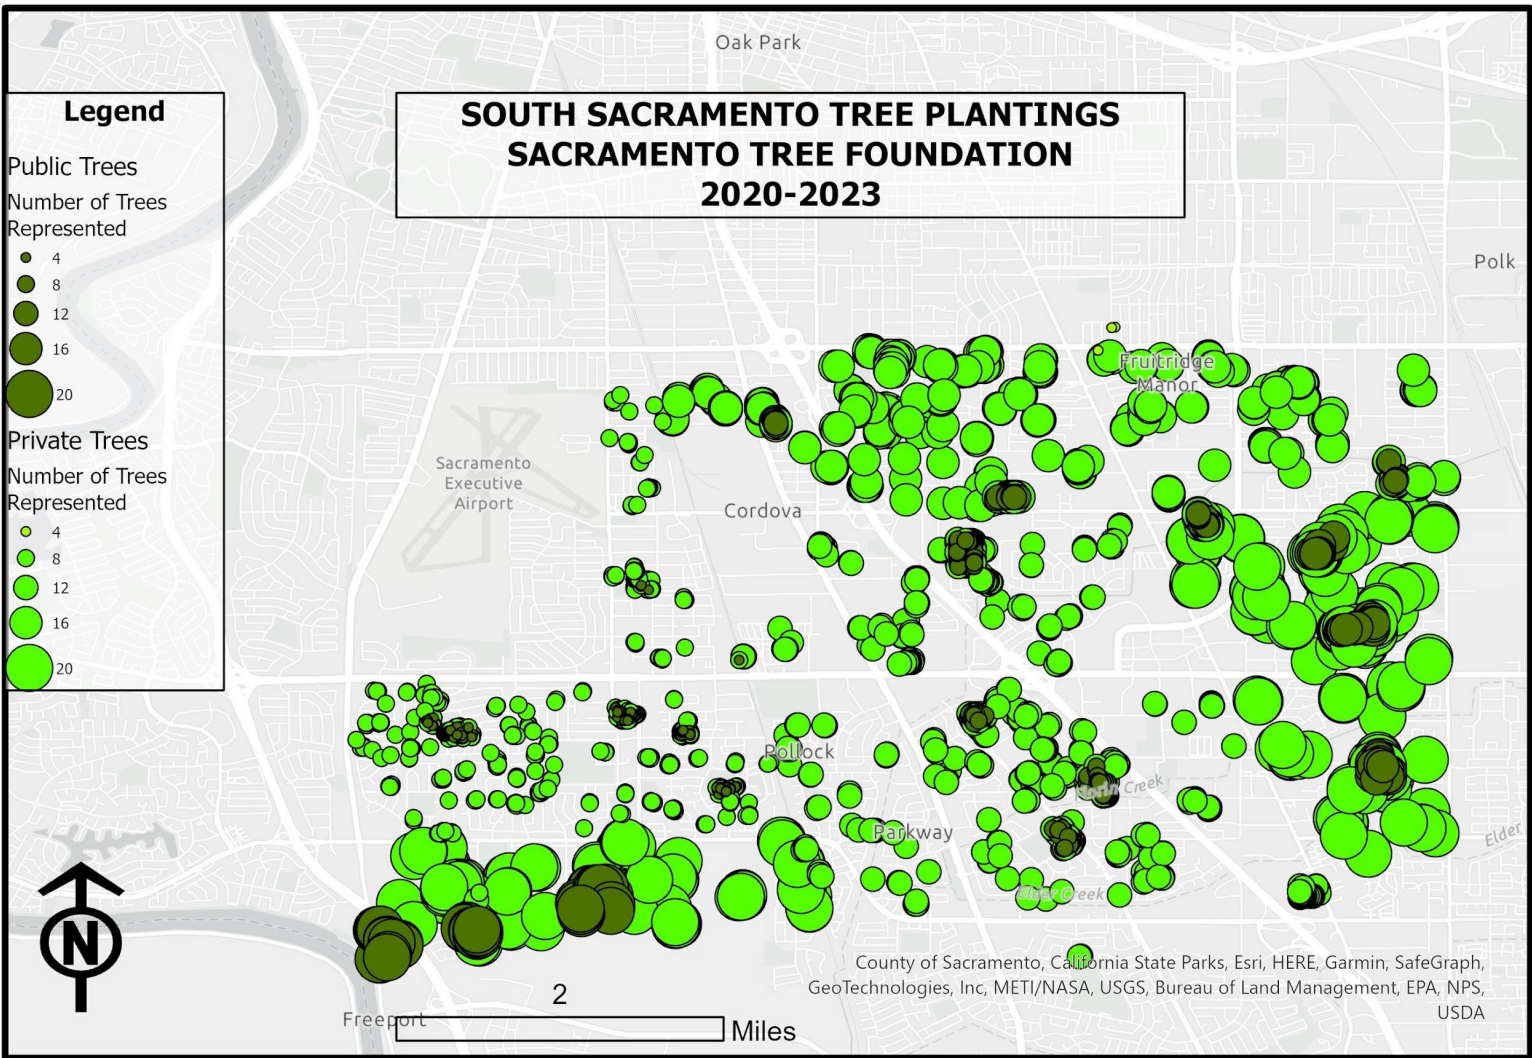 Oak Park
Legend
SOUTH SACRAMENTO TREE PLANTINGS
SACRAMENTO TREE FOUNDATION
2020-2023
Public Trees
Number of Trees
Represented
4
8
12
16
20
Private Trees
Number of Trees
Represented
4
8
12
16
20
Polk
Fruitridge
Manor
Sacramento
Executive
Airport
Cordova
Pollock
Creek
Parkway
Elder
Elder Creek
N
County of Sacramento, California State Parks, Esri, HERE, Garmin, SafeGraph,
GeoTechnologies, Inc, METI/NASA, USGS, Bureau of Land Management, EPA, NPS,
USDA
2
Miles
Freeport